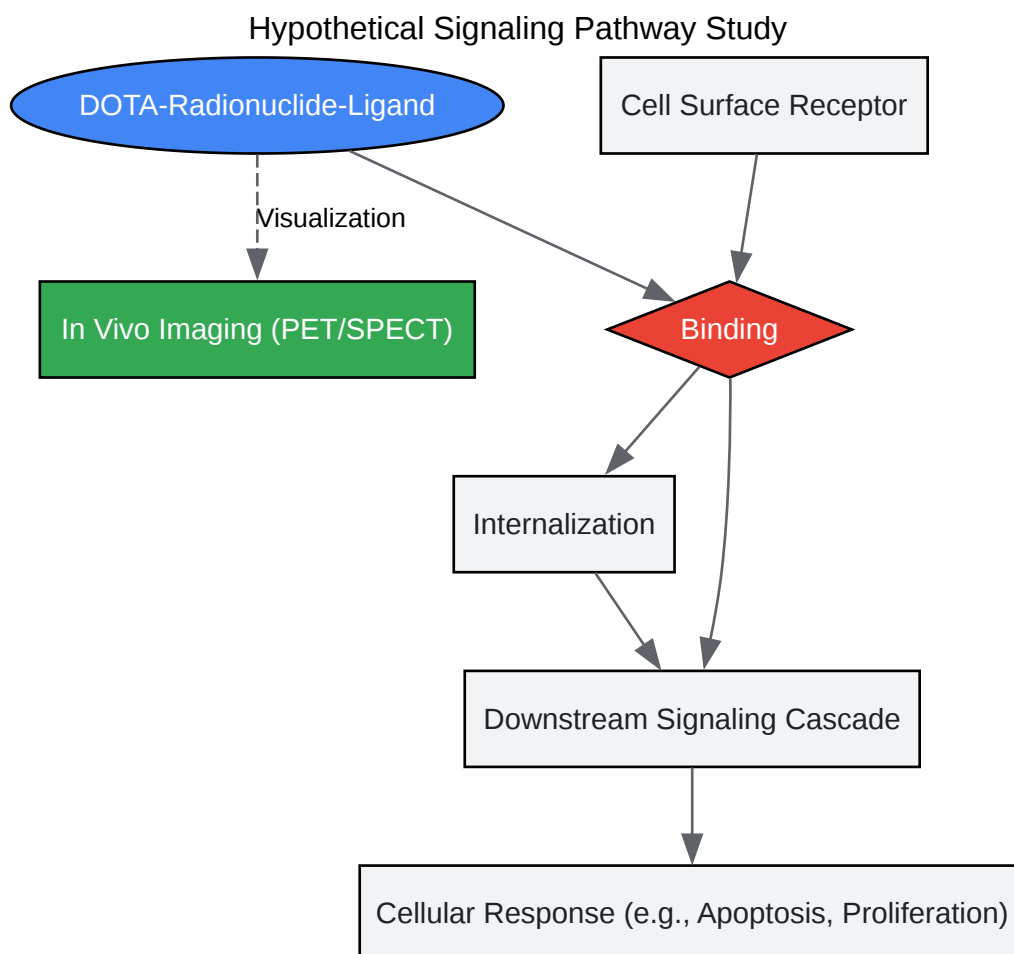 Hypothetical Signaling Pathway Study
DOTA-Radionuclide-Ligand
Cell Surface Receptor
Visualization
In Vivo Imaging (PET/SPECT)
Binding
Internalization
Downstream Signaling Cascade
Cellular Response (e.g., Apoptosis, Proliferation)